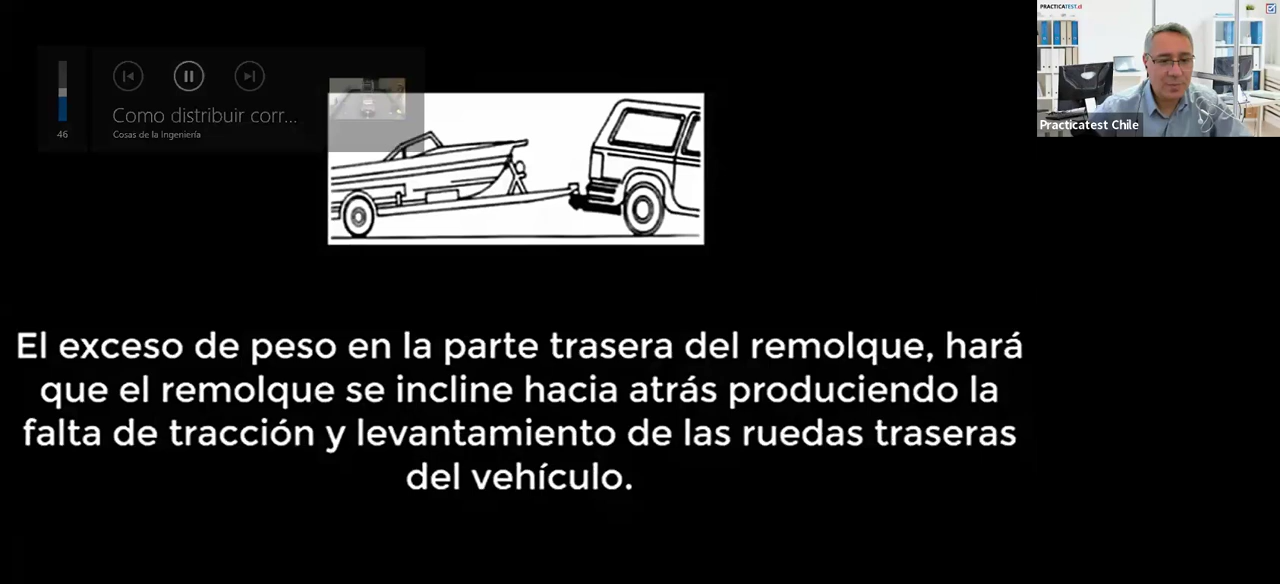 PRACTICATEST.cl
Practicatest Chile
Como distribuir corr...
Cosas de la Ingeniería
46
El exceso de peso en la parte trasera del remolque, hará
que el remolque se incline hacia atrás produciendo la
falta de tracción y levantamiento de las ruedas traseras
del vehículo.